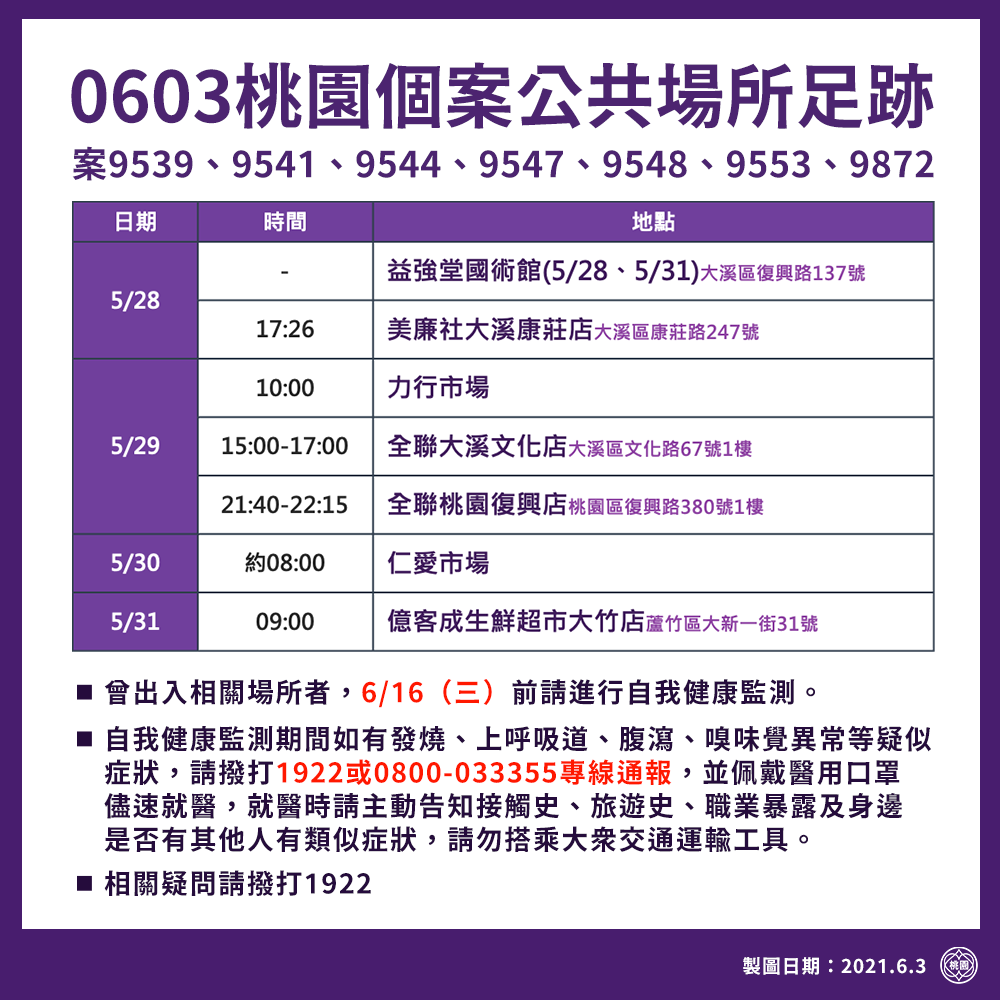 0603桃園個案公共場所足跡
案9539、9541、9544、9547、9548、9553、9872
日期 時間 地點
5/28 - 益強堂國術館(5/28、5/31)大溪區復興路137號
17:26 美廉社大溪康莊店大溪區康莊路247號
5/29 10:00 力行市場
15:00-17:00 全聯大溪文化店大溪區文化路67號1樓
21:40-22:15 全聯桃園復興店桃園區復興路380號1樓
5/30 約08:00 仁愛市場
5/31 09:00 億客成生鮮超市大竹店蘆竹區大新一街31號
■ 曾出入相關場所者，6/16（三）前請進行自我健康監測。
■ 自我健康監測期間如有發燒、上呼吸道、腹瀉、嗅味覺異常等疑似
症狀，請撥打1922或0800-033355專線通報，並佩戴醫用口罩
儘速就醫，就醫時請主動告知接觸史、旅遊史、職業暴露及身邊
是否有其他人有類似症狀，請勿搭乘大眾交通運輸工具。
■ 相關疑問請撥打1922
製圖日期：2021.6.3 桃園